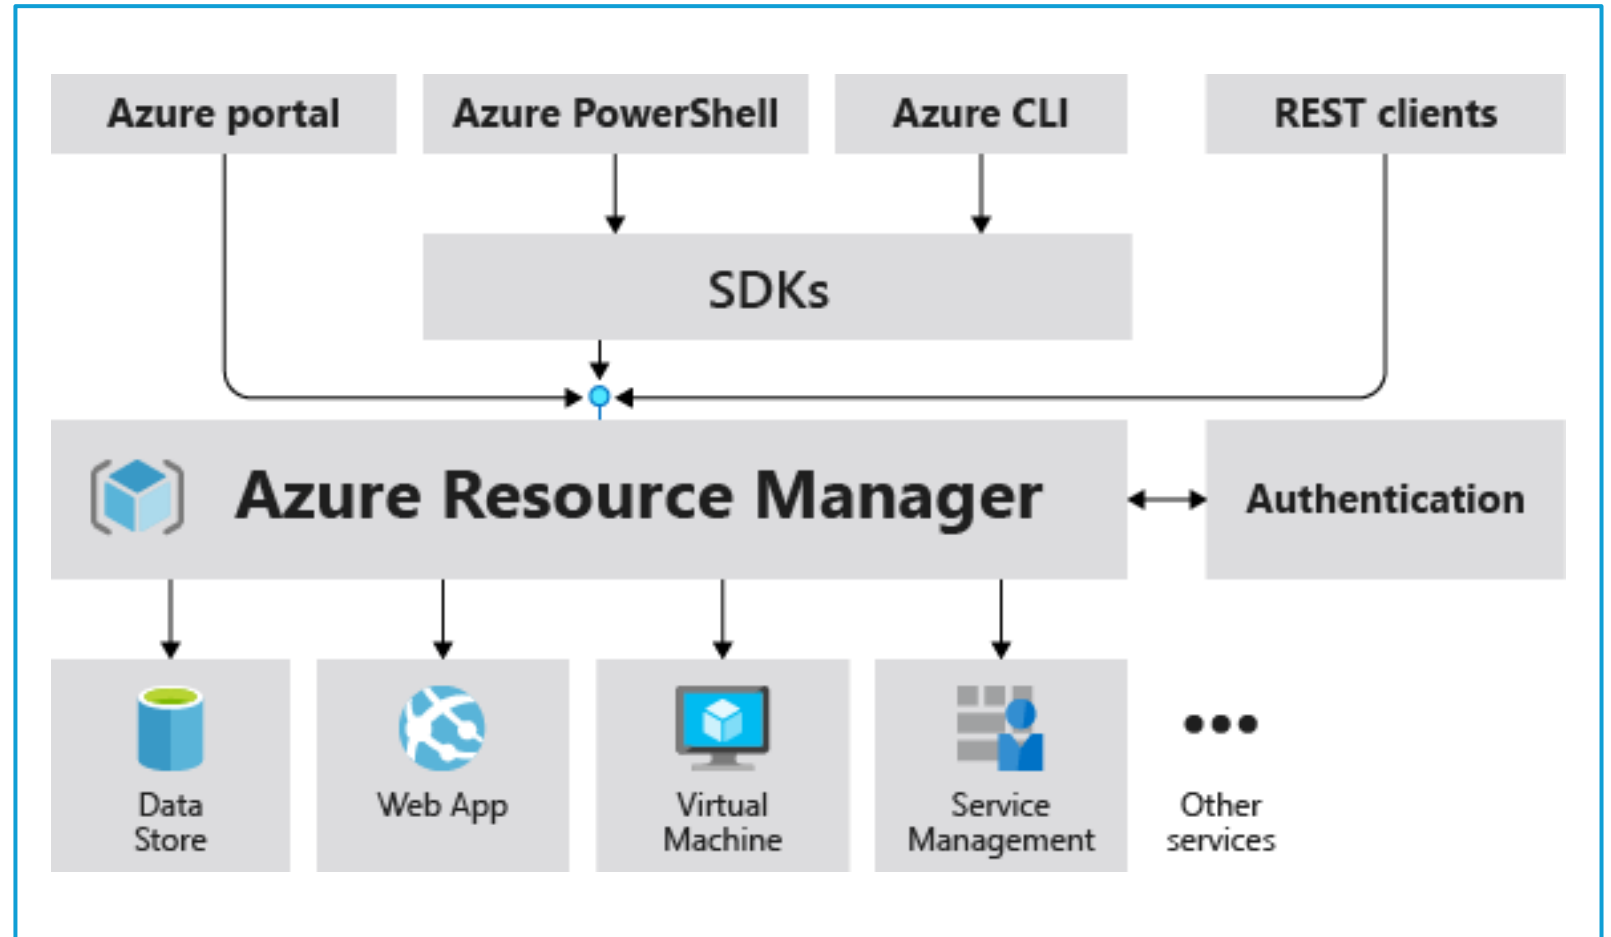 Azure portal
Azure PowerShell
Azure CLI
REST clients
SDKs
Azure Resource Manager
Authentication
Data
Store
Web App
Virtual
Machine
Service
Management
Other
services